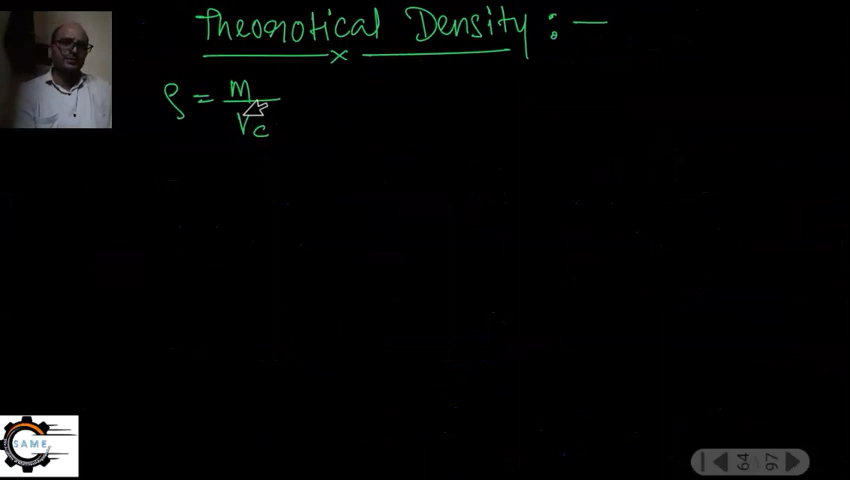 Theorotical Density :—
ρ = m / Vc
SAME
64 / 97